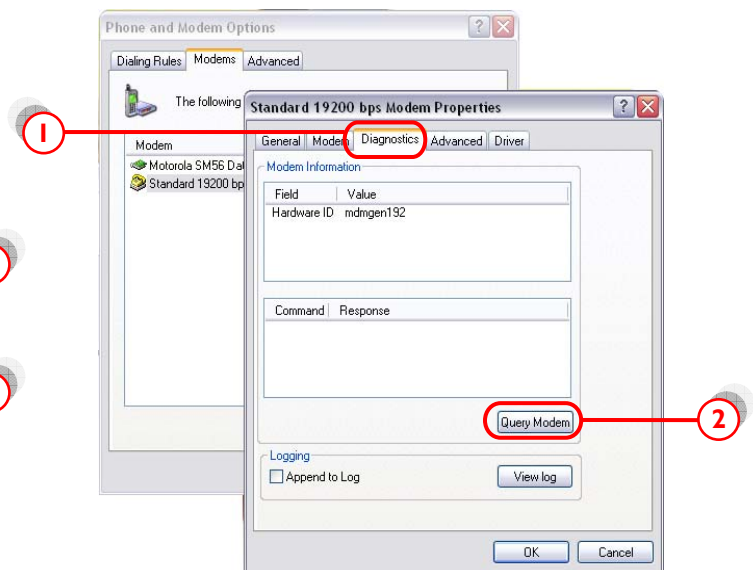 Phone and Modem Options
Dialing Rules Modems Advanced
The following
Modem
Motorola SM56 Dat
Standard 19200 bp
Standard 19200 bps Modem Properties
General Modem Diagnostics Advanced Driver
Modem Information
Field Value
Hardware ID mdmgen192
Command Response
Query Modem
Logging
Append to Log
View log
OK Cancel
1
2